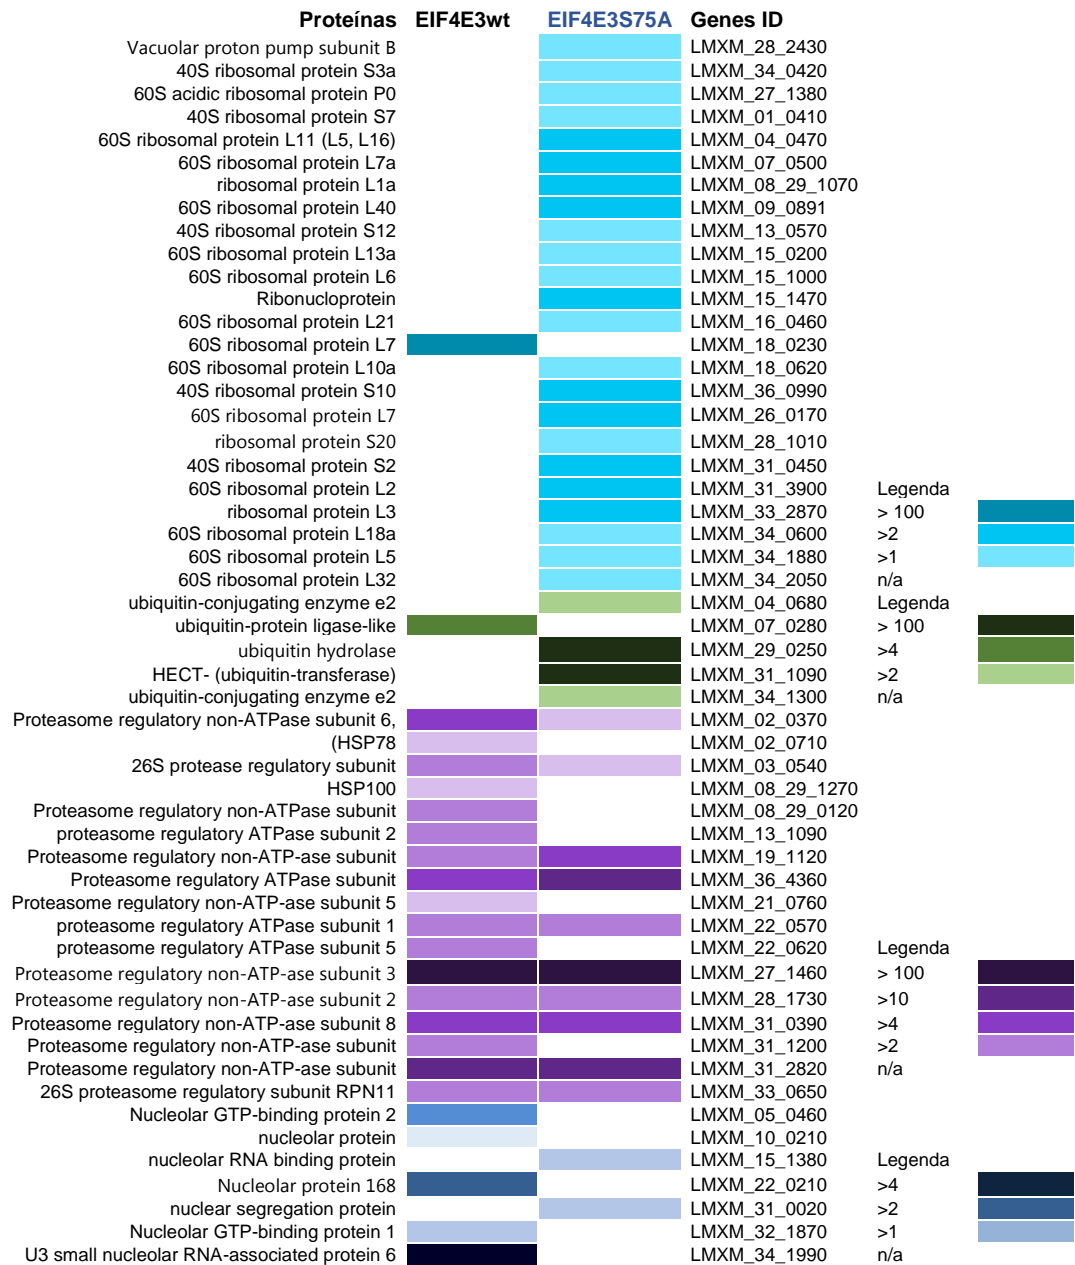 Proteínas EIF4E3wt EIF4E3S75A Genes ID
Vacuolar proton pump subunit B LMXM_28_2430
40S ribosomal protein S3a LMXM_34_0420
60S acidic ribosomal protein P0 LMXM_27_1380
40S ribosomal protein S7 LMXM_01_0410
60S ribosomal protein L11 (L5, L16) LMXM_04_0470
60S ribosomal protein L7a LMXM_07_0500
ribosomal protein L1a LMXM_08_29_1070
60S ribosomal protein L40 LMXM_09_0891
40S ribosomal protein S12 LMXM_13_0570
60S ribosomal protein L13a LMXM_15_0200
60S ribosomal protein L6 LMXM_15_1000
Ribonucloprotein LMXM_15_1470
60S ribosomal protein L21 LMXM_16_0460
60S ribosomal protein L7 LMXM_18_0230
60S ribosomal protein L10a LMXM_18_0620
40S ribosomal protein S10 LMXM_36_0990
60S ribosomal protein L7 LMXM_26_0170
ribosomal protein S20 LMXM_28_1010
40S ribosomal protein S2 LMXM_31_0450
60S ribosomal protein L2 LMXM_31_3900 Legenda
ribosomal protein L3 LMXM_33_2870 > 100
60S ribosomal protein L18a LMXM_34_0600 >2
60S ribosomal protein L5 LMXM_34_1880 >1
60S ribosomal protein L32 LMXM_34_2050 n/a
ubiquitin-conjugating enzyme e2 LMXM_04_0680 Legenda
ubiquitin-protein ligase-like LMXM_07_0280 > 100
ubiquitin hydrolase LMXM_29_0250 >4
HECT- (ubiquitin-transferase) LMXM_31_1090 >2
ubiquitin-conjugating enzyme e2 LMXM_34_1300 n/a
Proteasome regulatory non-ATPase subunit 6, LMXM_02_0370
(HSP78 LMXM_02_0710
26S protease regulatory subunit LMXM_03_0540
HSP100 LMXM_08_29_1270
Proteasome regulatory non-ATPase subunit LMXM_08_29_0120
proteasome regulatory ATPase subunit 2 LMXM_13_1090
Proteasome regulatory non-ATP-ase subunit LMXM_19_1120
Proteasome regulatory ATPase subunit LMXM_36_4360
Proteasome regulatory non-ATP-ase subunit 5 LMXM_21_0760
proteasome regulatory ATPase subunit 1 LMXM_22_0570
proteasome regulatory ATPase subunit 5 LMXM_22_0620 Legenda
Proteasome regulatory non-ATP-ase subunit 3 LMXM_27_1460 > 100
Proteasome regulatory non-ATP-ase subunit 2 LMXM_28_1730 >10
Proteasome regulatory non-ATP-ase subunit 8 LMXM_31_0390 >4
Proteasome regulatory non-ATP-ase subunit LMXM_31_1200 >2
Proteasome regulatory non-ATP-ase subunit LMXM_31_2820 n/a
26S proteasome regulatory subunit RPN11 LMXM_33_0650
Nucleolar GTP-binding protein 2 LMXM_05_0460
nucleolar protein LMXM_10_0210
nucleolar RNA binding protein LMXM_15_1380 Legenda
Nucleolar protein 168 LMXM_22_0210 >4
nuclear segregation protein LMXM_31_0020 >2
Nucleolar GTP-binding protein 1 LMXM_32_1870 >1
U3 small nucleolar RNA-associated protein 6 LMXM_34_1990 n/a